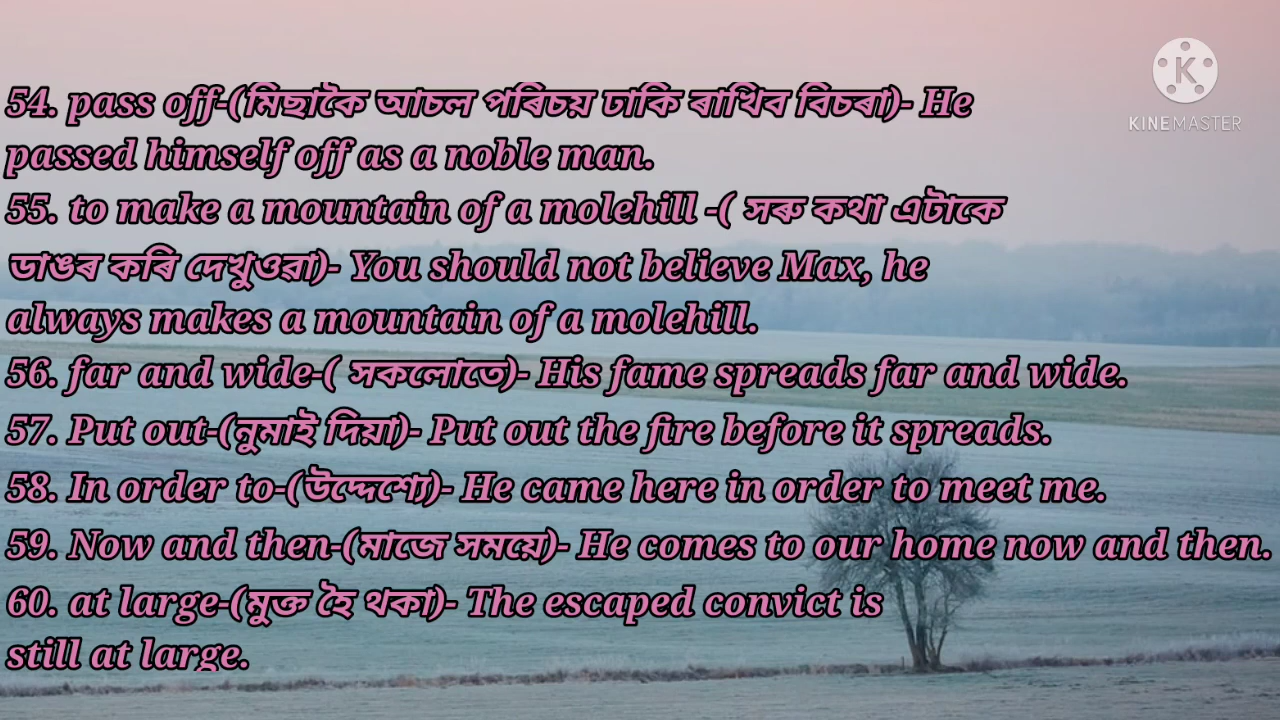 54. pass off-(মিছাকৈ আচল পৰিচয় ঢাকি ৰাখিব বিচৰা)- He
passed himself off as a noble man.
55. to make a mountain of a molehill -( সৰু কথা এটাকে
ডাঙৰ কৰি দেখুওৱা)- You should not believe Max, he
always makes a mountain of a molehill.
56. far and wide-( সকলোতে)- His fame spreads far and wide.
57. Put out-(নুমাই দিয়া)- Put out the fire before it spreads.
58. In order to-(উদ্দেশ্যে)- He came here in order to meet me.
59. Now and then-(মাজে সময়ে)- He comes to our home now and then.
60. at large-(মুক্ত হৈ থকা)- The escaped convict is
still at large.
K
KINEMASTER